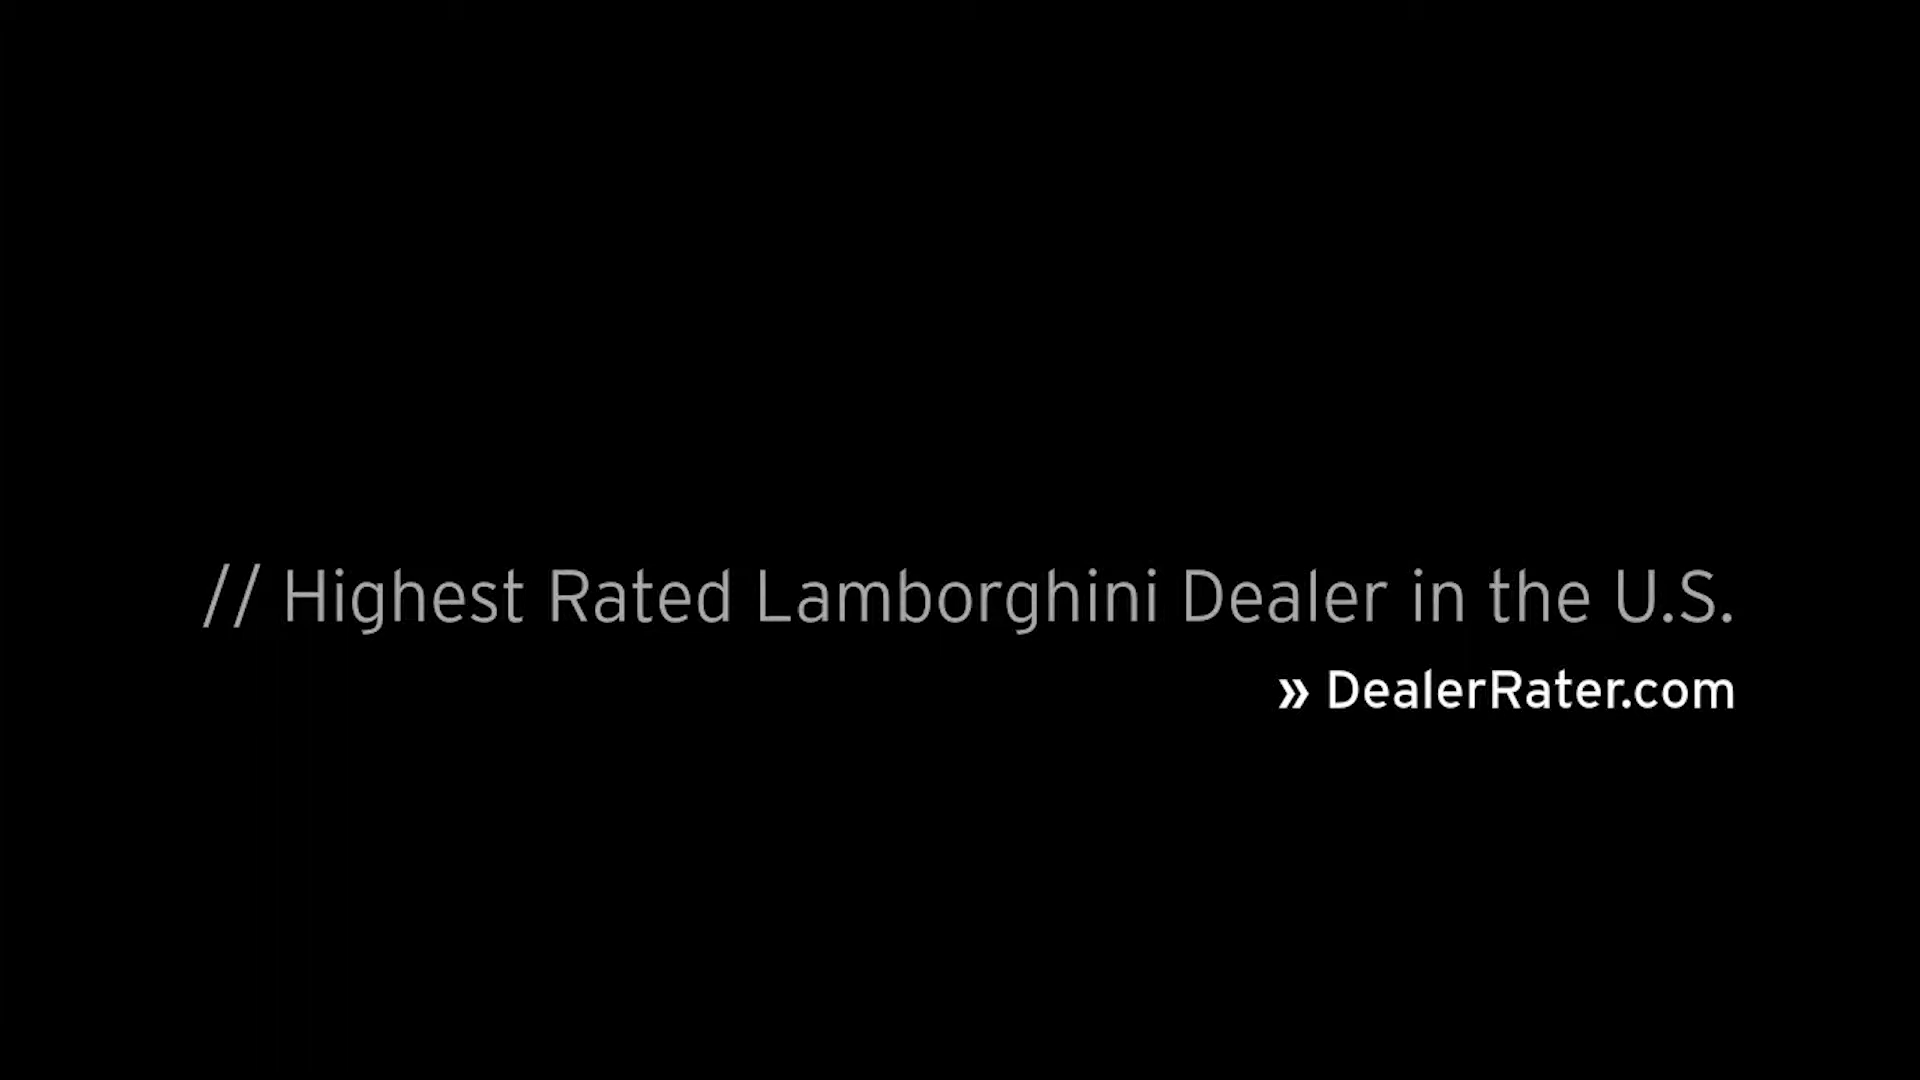 // Highest Rated Lamborghini Dealer in the U.S.
» DealerRater.com